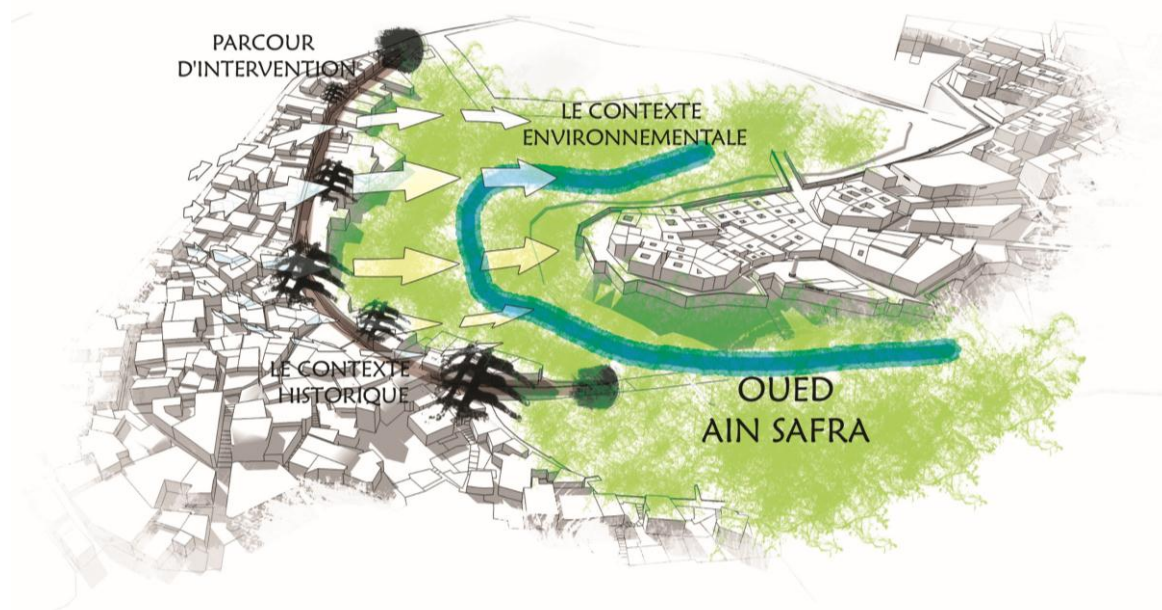 PARCOUR
D'INTERVENTION
LE CONTEXTE
ENVIRONNEMENTALE
LE CONTEXTE
HISTORIQUE
OUED
AIN SAFRA